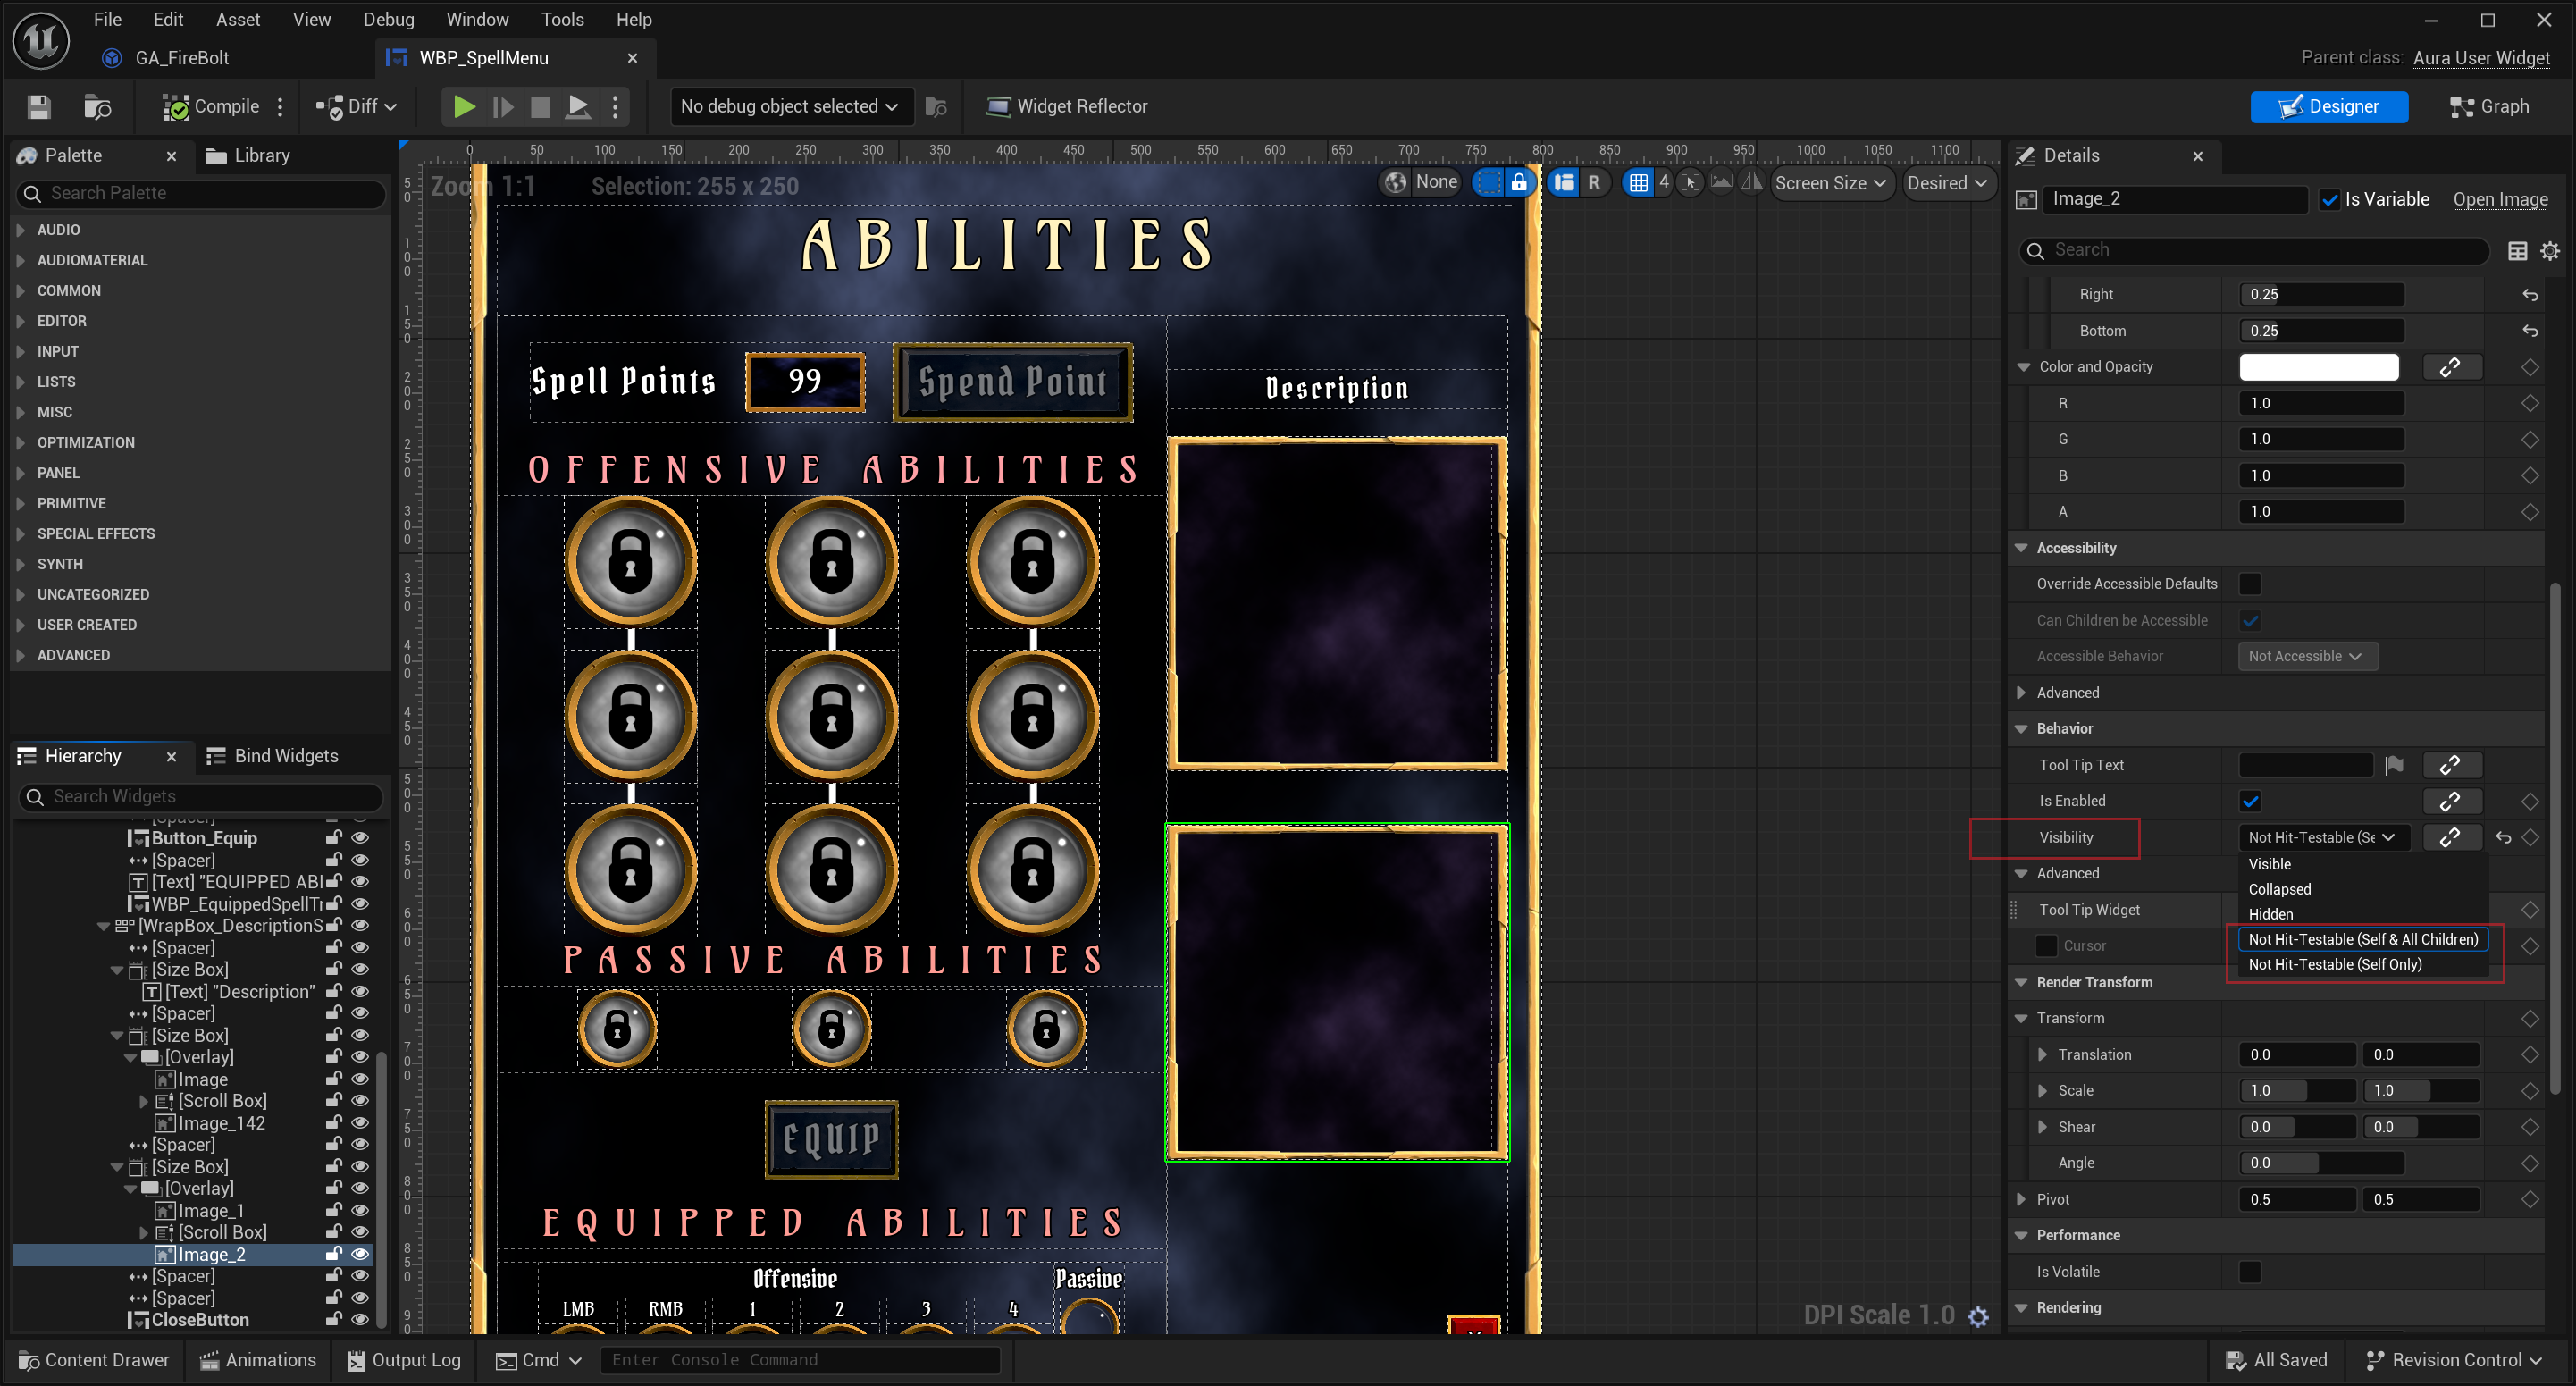 File Edit Asset View Debug Window Tools Help
GA_FireBolt
WBP_SpellMenu
Parent class: Aura User Widget
Compile
Diff
No debug object selected
Widget Reflector
Designer
Graph
Palette
Library
Search Palette
AUDIO
AUDIOMATERIAL
COMMON
EDITOR
INPUT
LISTS
MISC
OPTIMIZATION
PANEL
PRIMITIVE
SPECIAL EFFECTS
SYNTH
UNCATEGORIZED
USER CREATED
ADVANCED
Hierarchy
Bind Widgets
Search Widgets
[Spacer]
Button_Equip
[Spacer]
[Text] "EQUIPPED ABI
WBP_EquippedSpellTr
[WrapBox_DescriptionS
[Spacer]
[Size Box]
[Text] "Description"
[Spacer]
[Size Box]
[Overlay]
Image
[Scroll Box]
Image_142
[Spacer]
[Size Box]
[Overlay]
Image_1
[Scroll Box]
Image_2
[Spacer]
[Spacer]
CloseButton
0 50 100 150 200 250 300 350 400 450 500 550 600 650 700 750 800 850 900 950 1000 1050 1100
Zoom 1:1
Selection: 255 x 250
None
R
4
Screen Size
Desired
ABILITIES
Spell Points
99
Spend Point
Description
OFFENSIVE ABILITIES
PASSIVE ABILITIES
EQUIP
EQUIPPED ABILITIES
Offensive
Passive
LMB RMB 1 2 3 4
DPI Scale 1.0
Details
Image_2
Is Variable
Open Image
Search
Right 0.25
Bottom 0.25
Color and Opacity
R 1.0
G 1.0
B 1.0
A 1.0
Accessibility
Override Accessible Defaults
Can Children be Accessible
Accessible Behavior Not Accessible
Advanced
Behavior
Tool Tip Text
Is Enabled
Visibility Not Hit-Testable (Se
Visible
Collapsed
Hidden
Not Hit-Testable (Self & All Children)
Not Hit-Testable (Self Only)
Advanced
Tool Tip Widget
Cursor
Render Transform
Transform
Translation 0.0 0.0
Scale 1.0 1.0
Shear 0.0 0.0
Angle 0.0
Pivot 0.5 0.5
Performance
Is Volatile
Rendering
Content Drawer
Animations
Output Log
Cmd
Enter Console Command
All Saved
Revision Control